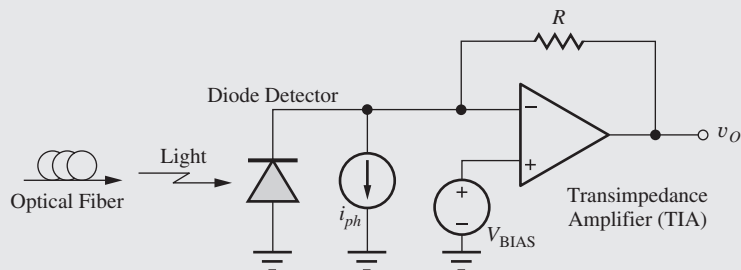 R
Diode Detector
−
v_O
Light
+
+
Optical Fiber
i_ph
−
V_BIAS
Transimpedance
Amplifier (TIA)